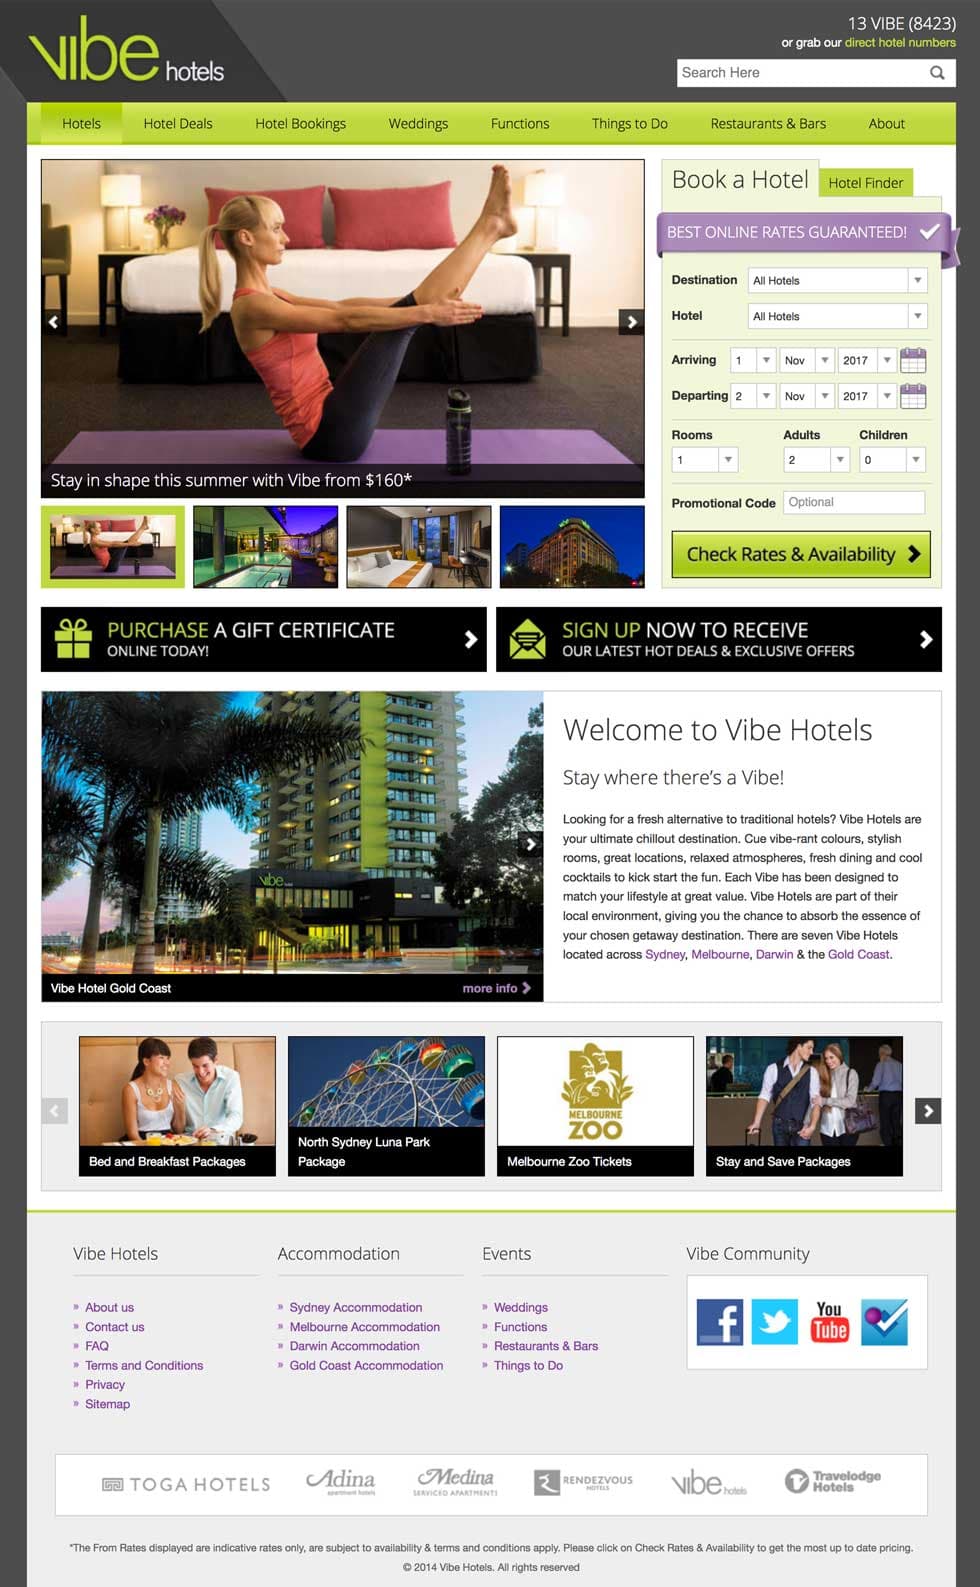 vibe hotels
13 VIBE (8423)
or grab our direct hotel numbers
Search Here
Hotels
Hotel Deals
Hotel Bookings
Weddings
Functions
Things to Do
Restaurants & Bars
About
Stay in shape this summer with Vibe from $160*
Book a Hotel
Hotel Finder
BEST ONLINE RATES GUARANTEED!
Destination All Hotels
Hotel All Hotels
Arriving 1 Nov 2017
Departing 2 Nov 2017
Rooms Adults Children
1 2 0
Promotional Code Optional
Check Rates & Availability
PURCHASE A GIFT CERTIFICATE
ONLINE TODAY!
SIGN UP NOW TO RECEIVE
OUR LATEST HOT DEALS & EXCLUSIVE OFFERS
vibe
Vibe Hotel Gold Coast
more info
Welcome to Vibe Hotels
Stay where there's a Vibe!
Looking for a fresh alternative to traditional hotels? Vibe Hotels are
your ultimate chillout destination. Cue vibe-rant colours, stylish
rooms, great locations, relaxed atmospheres, fresh dining and cool
cocktails to kick start the fun. Each Vibe has been designed to
match your lifestyle at great value. Vibe Hotels are part of their
local environment, giving you the chance to absorb the essence of
your chosen getaway destination. There are seven Vibe Hotels
located across Sydney, Melbourne, Darwin & the Gold Coast.
Bed and Breakfast Packages
North Sydney Luna Park
Package
MELBOURNE
ZOO
Melbourne Zoo Tickets
Stay and Save Packages
Vibe Hotels
» About us
» Contact us
» FAQ
» Terms and Conditions
» Privacy
» Sitemap
Accommodation
» Sydney Accommodation
» Melbourne Accommodation
» Darwin Accommodation
» Gold Coast Accommodation
Events
» Weddings
» Functions
» Restaurants & Bars
» Things to Do
Vibe Community
f
You
Tube
TOGA HOTELS
Adina
apartment hotels
Medina
SERVICED APARTMENTS
RENDEZVOUS
HOTELS
vibe hotels
Travelodge
Hotels
*The From Rates displayed are indicative rates only, are subject to availability & terms and conditions apply. Please click on Check Rates & Availability to get the most up to date pricing.
© 2014 Vibe Hotels. All rights reserved